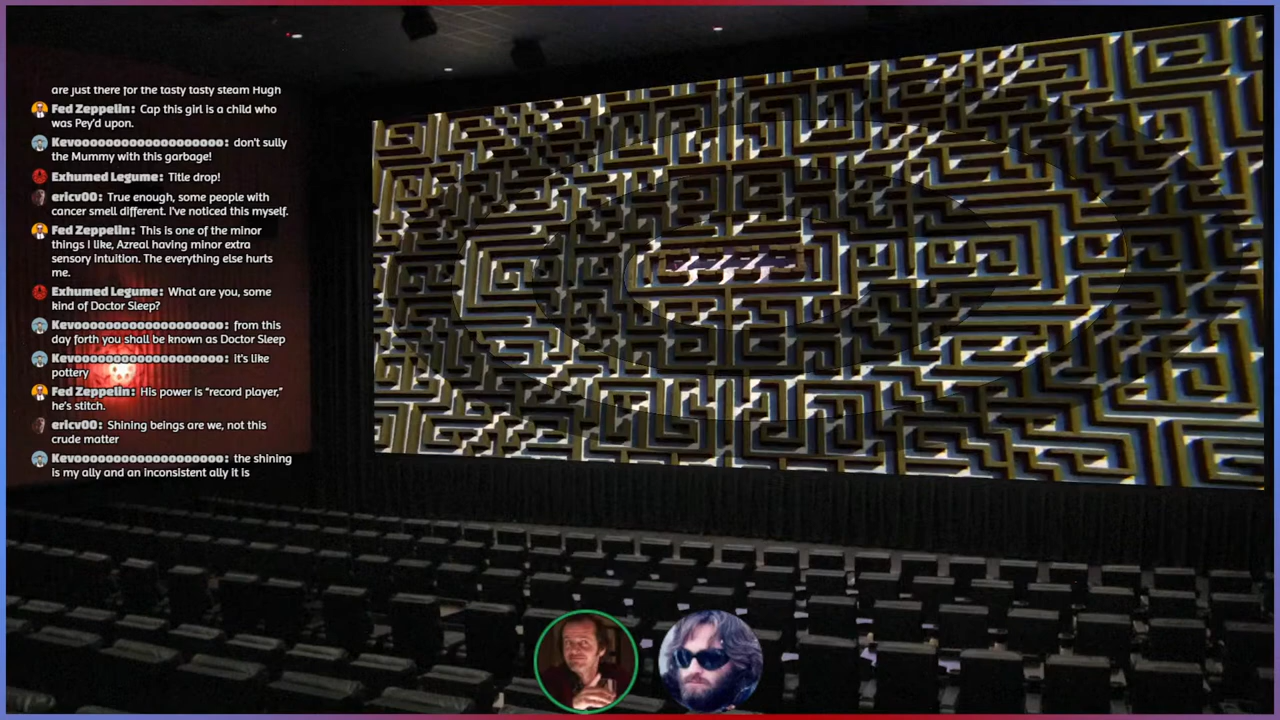 are just there for the tasty tasty steam Hugh
Fed Zeppelin: Cap this girl is a child who
was Pey'd upon.
Kevoooooooooooooooooooo: don't sully
the Mummy with this garbage!
Exhumed Legume: Title drop!
ericv00: True enough, some people with
cancer smell different. I've noticed this myself.
Fed Zeppelin: This is one of the minor
things I like, Azreal having minor extra
sensory intuition. The everything else hurts
me.
Exhumed Legume: What are you, some
kind of Doctor Sleep?
Kevoooooooooooooooooooo: from this
day forth you shall be known as Doctor Sleep
Kevoooooooooooooooooooo: it's like
pottery
Fed Zeppelin: His power is "record player,"
he's stitch.
ericv00: Shining beings are we, not this
crude matter
Kevoooooooooooooooooooo: the shining
is my ally and an inconsistent ally it is